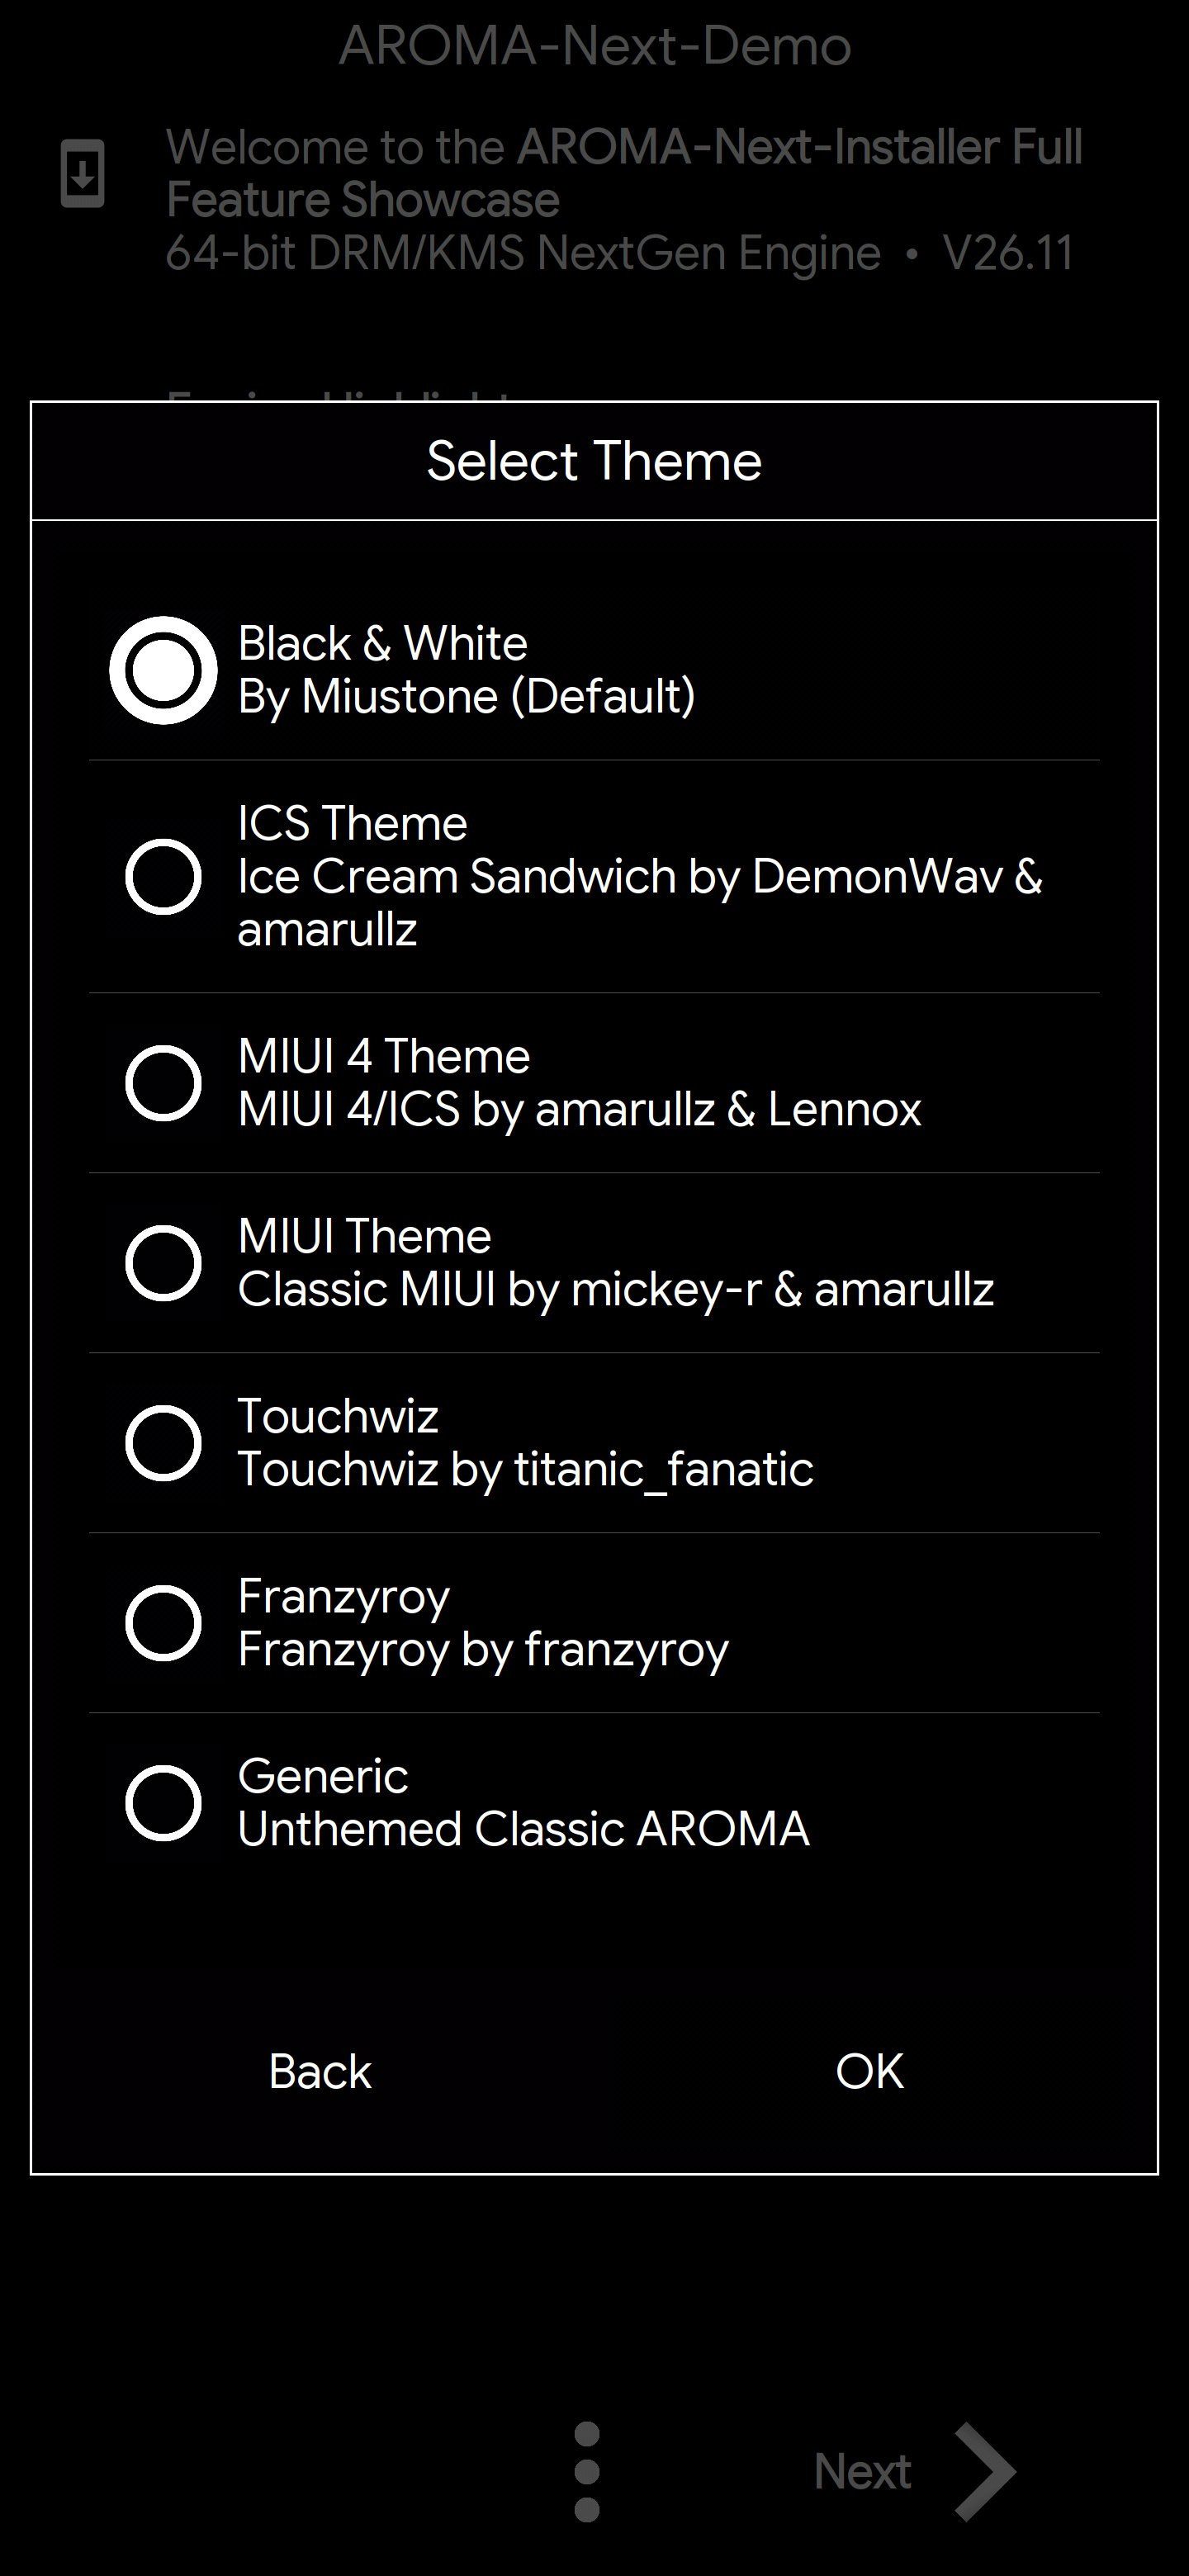 AROMA-Next-Demo
Welcome to the AROMA-Next-Installer Full
Feature Showcase
64-bit DRM/KMS NextGen Engine • V26.11
Select Theme
Black & White
By Miustone (Default)
ICS Theme
Ice Cream Sandwich by DemonWav &
amarullz
MIUI 4 Theme
MIUI 4/ICS by amarullz & Lennox
MIUI Theme
Classic MIUI by mickey-r & amarullz
Touchwiz
Touchwiz by titanic_fanatic
Franzyroy
Franzyroy by franzyroy
Generic
Unthemed Classic AROMA
Back
OK
Next